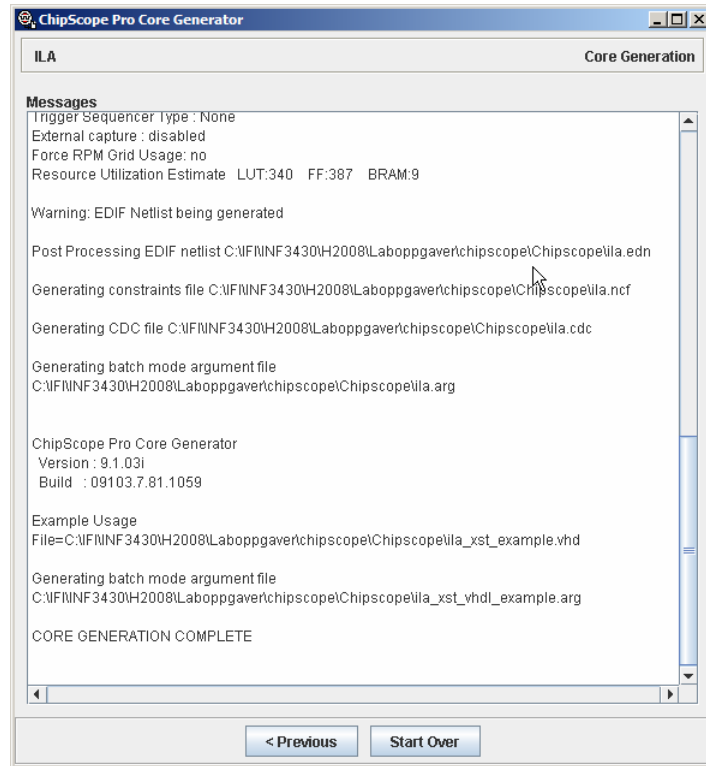 ChipScope Pro Core Generator
ILA Core Generation
Messages
Trigger Sequencer Type : None
External capture : disabled
Force RPM Grid Usage: no
Resource Utilization Estimate LUT:340 FF:387 BRAM:9
Warning: EDIF Netlist being generated
Post Processing EDIF netlist C:\IFI\INF3430\H2008\Laboppgaver\chipscope\Chipscope\ila.edn
Generating constraints file C:\IFI\INF3430\H2008\Laboppgaver\chipscope\Chipscope\ila.ncf
Generating CDC file C:\IFI\INF3430\H2008\Laboppgaver\chipscope\Chipscope\ila.cdc
Generating batch mode argument file
C:\IFI\INF3430\H2008\Laboppgaver\chipscope\Chipscope\ila.arg
ChipScope Pro Core Generator
Version : 9.1.03i
Build : 09103.7.81.1059
Example Usage
File=C:\IFI\INF3430\H2008\Laboppgaver\chipscope\Chipscope\ila_xst_example.vhd
Generating batch mode argument file
C:\IFI\INF3430\H2008\Laboppgaver\chipscope\Chipscope\ila_xst_vhdl_example.arg
CORE GENERATION COMPLETE
< Previous Start Over